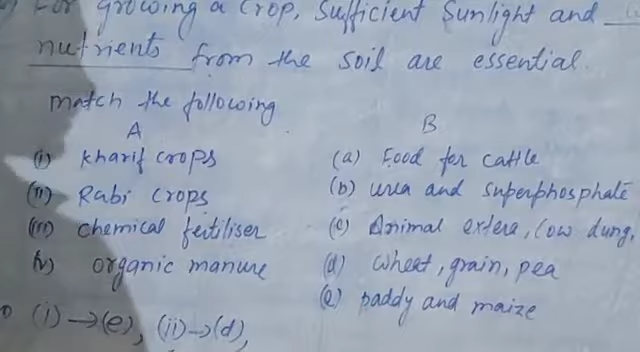 For growing a crop, sufficient sunlight and
nutrients from the soil are essential.
match the following
A B
(i) Kharif crops (a) Food for cattle
(ii) Rabi crops (b) urea and superphosphate
(iii) chemical fertiliser (c) Animal extere, cow dung,
(iv) organic manure (d) wheat, grain, pea
(e) paddy and maize
(i)→(e), (ii)→(d),